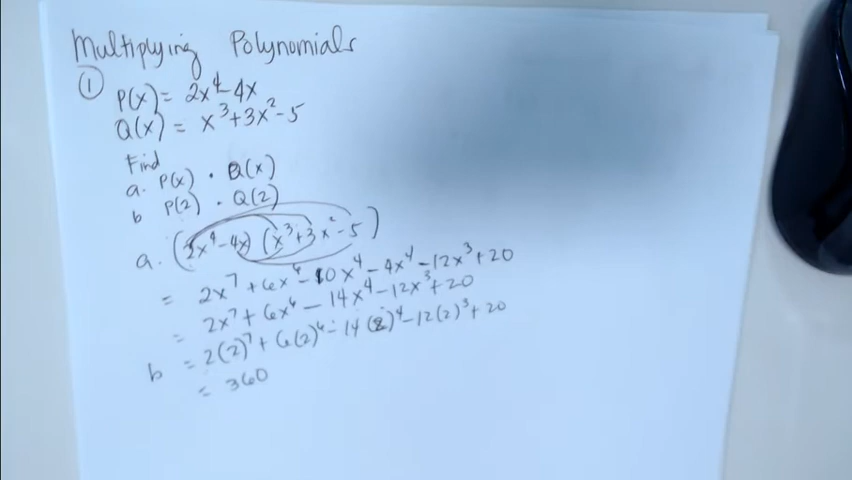 Multiplying Polynomials
① P(x) = 2x⁴-4x
Q(x) = x³+3x²-5
Find
a. P(x) . Q(x)
b P(2) . Q(2)
a. (2x⁴-4x) (x³+3x²-5)
= 2x⁷+6x⁶-10x⁴-4x⁴-12x³+20
= 2x⁷+6x⁶-14x⁴-12x³+20
b = 2(2)⁷+6(2)⁶-14(2)⁴-12(2)³+20
= 360